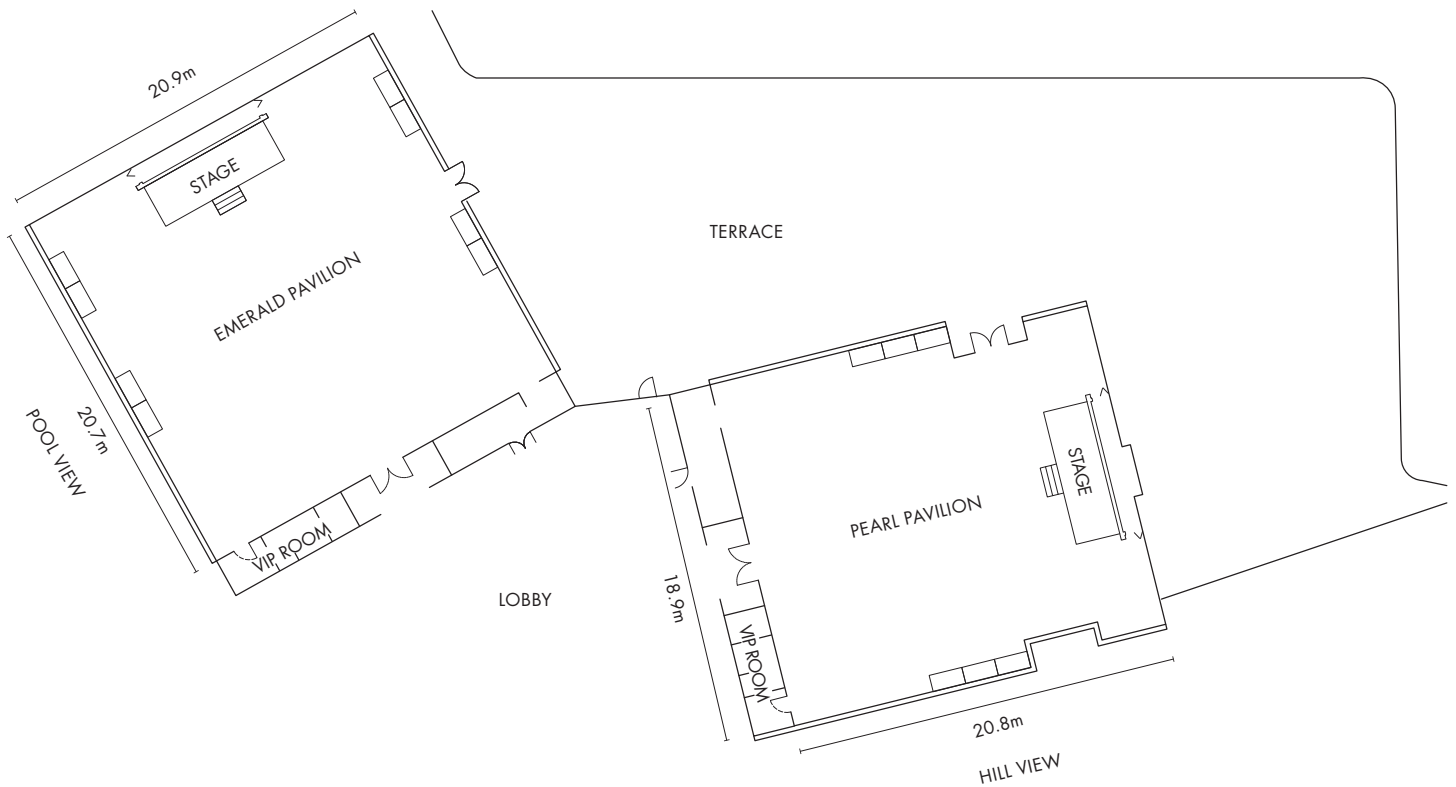 20.9m
STAGE
EMERALD PAVILION
TERRACE
POOL VIEW
20.7m
VIP ROOM
LOBBY
18.9m
PEARL PAVILION
STAGE
VIP ROOM
20.8m
HILL VIEW